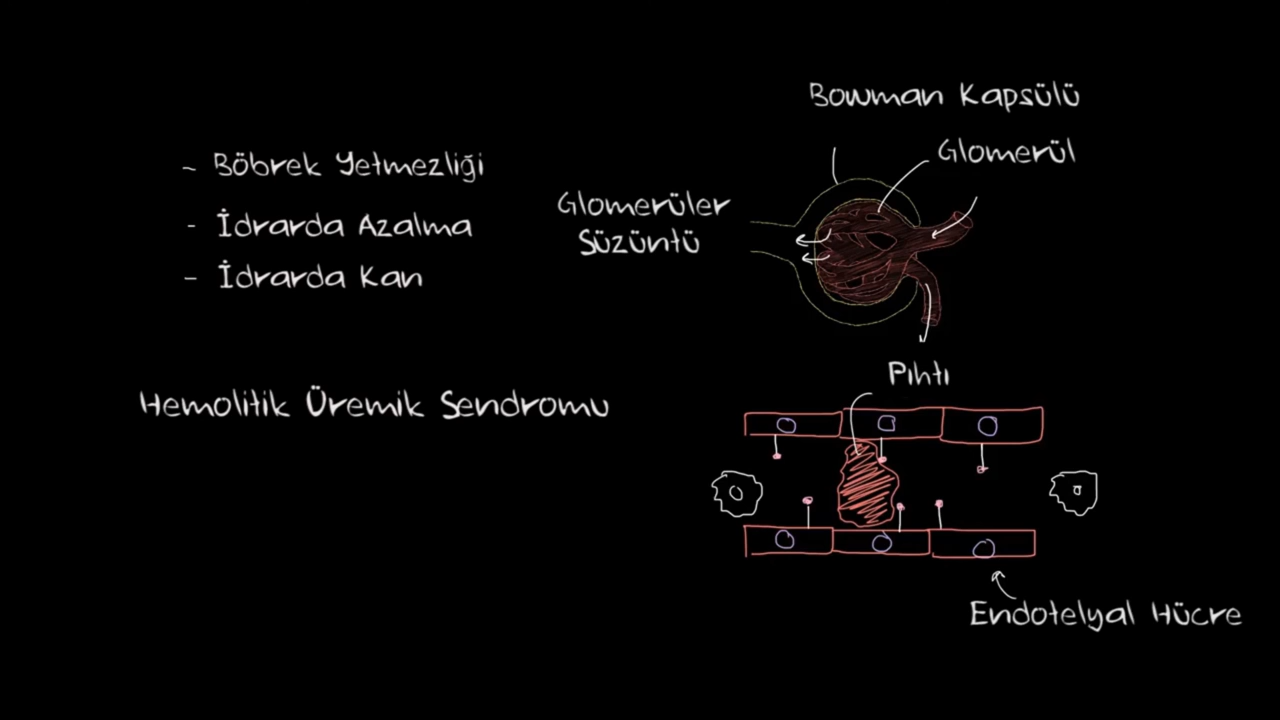 Bowman Kapsülü
Glomerül
- Böbrek Yetmezliği
- İdrarda Azalma
- İdrarda Kan
Glomerüler
Süzüntü
Pıhtı
Hemolitik Üremik Sendromu
Endotelyal Hücre